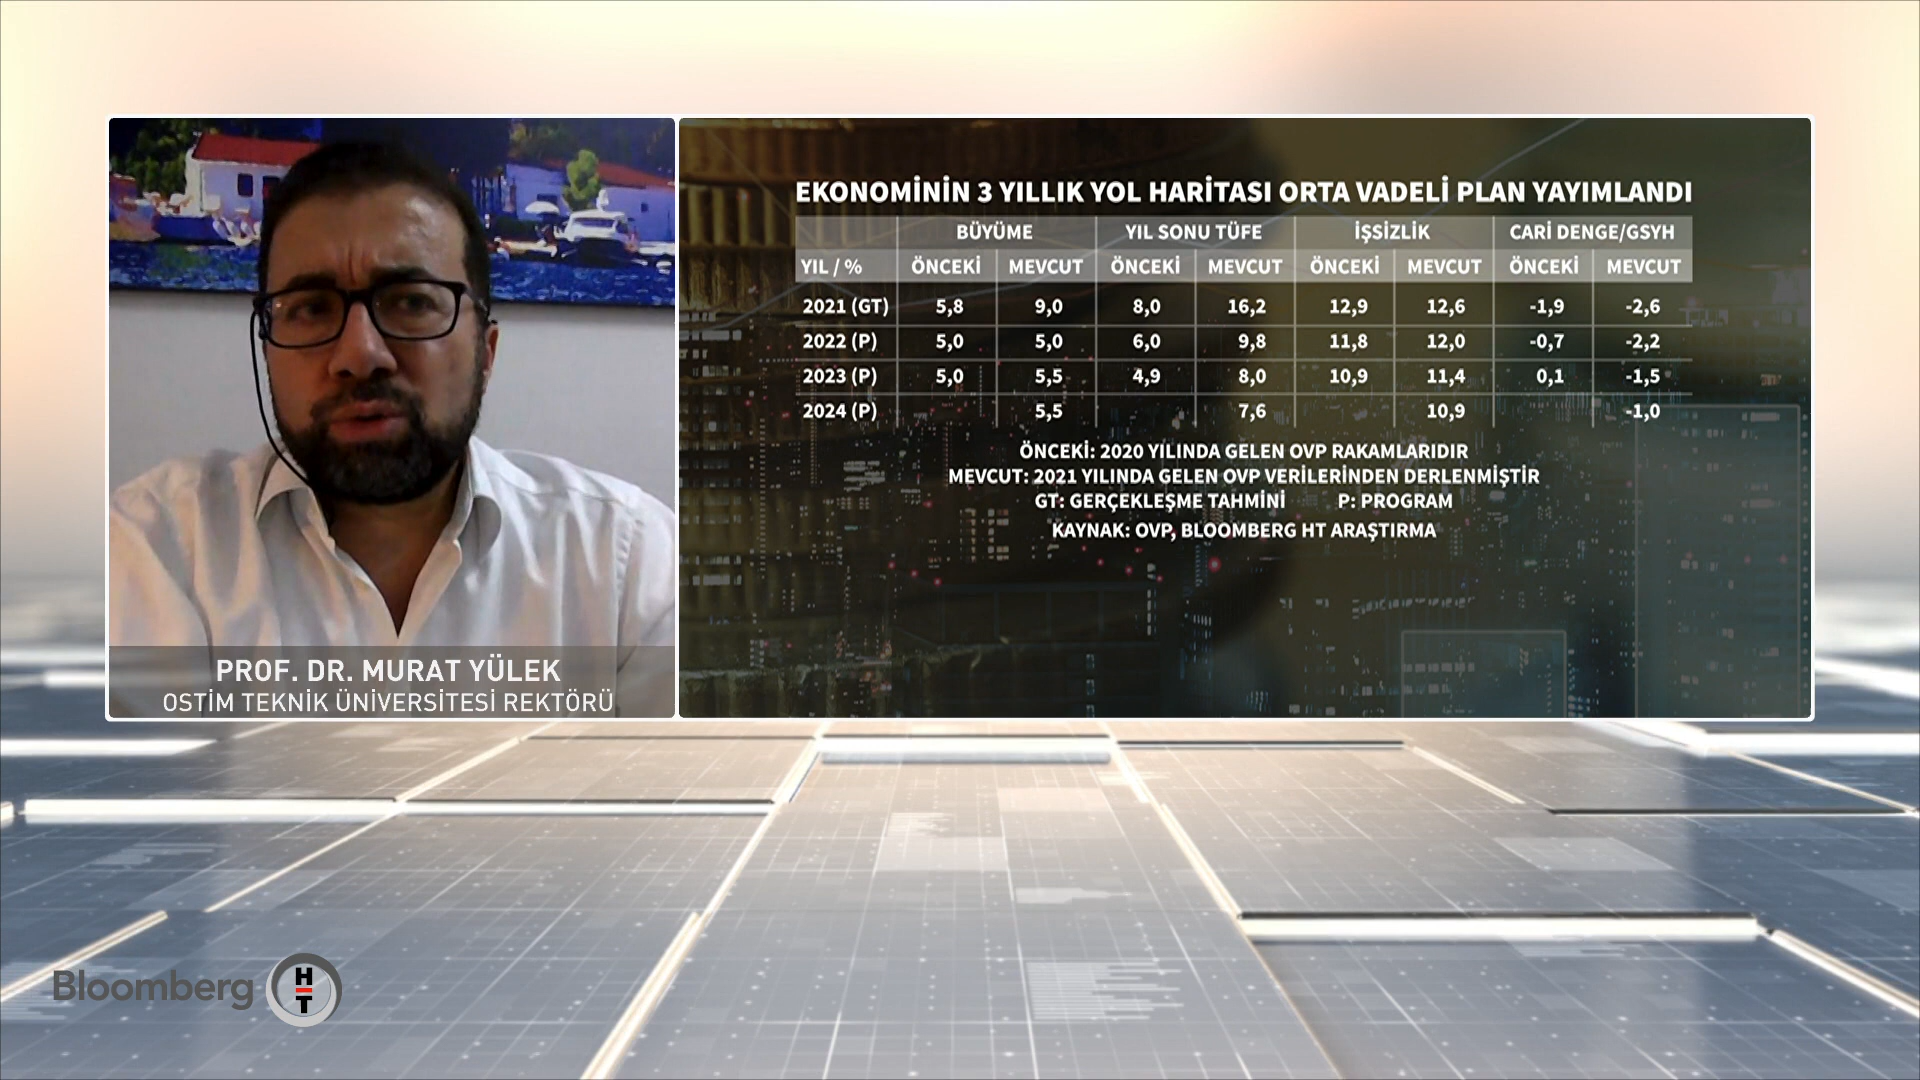 EKONOMİNİN 3 YILLIK YOL HARİTASI ORTA VADELİ PLAN YAYIMLANDI
BÜYÜME YIL SONU TÜFE İŞSİZLİK CARİ DENGE/GSYH
YIL / % ÖNCEKİ MEVCUT ÖNCEKİ MEVCUT ÖNCEKİ MEVCUT ÖNCEKİ MEVCUT
2021 (GT) 5,8 9,0 8,0 16,2 12,9 12,6 -1,9 -2,6
2022 (P) 5,0 5,0 6,0 9,8 11,8 12,0 -0,7 -2,2
2023 (P) 5,0 5,5 4,9 8,0 10,9 11,4 0,1 -1,5
2024 (P) 5,5 7,6 10,9 -1,0
ÖNCEKİ: 2020 YILINDA GELEN OVP RAKAMLARIDIR
MEVCUT: 2021 YILINDA GELEN OVP VERİLERİNDEN DERLENMİŞTİR
GT: GERÇEKLEŞME TAHMİNİ P: PROGRAM
KAYNAK: OVP, BLOOMBERG HT ARAŞTIRMA
PROF. DR. MURAT YÜLEK
OSTİM TEKNİK ÜNİVERSİTESİ REKTÖRÜ
Bloomberg HT